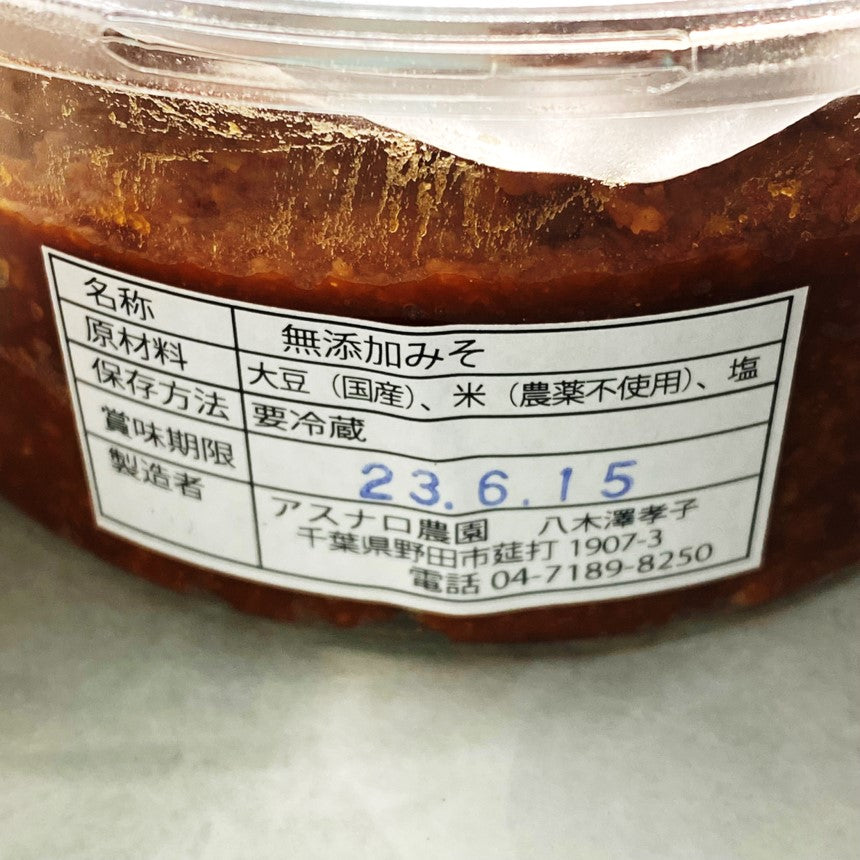 名称 無添加みそ
原材料 大豆（国産）、米（農薬不使用）、塩
保存方法 要冷蔵
賞味期限 23.6.15
製造者 アスナロ農園 八木澤孝子
千葉県野田市莚打 1907-3
電話 04-7189-8250